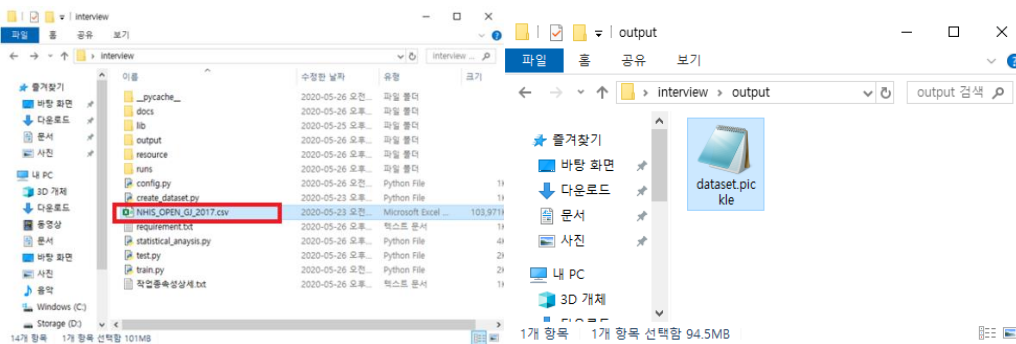 interview
파일 홈 공유 보기
interview
interview ...
이름 수정한 날짜 유형 크기
즐겨찾기
바탕 화면
다운로드
문서
사진
내 PC
3D 개체
다운로드
동영상
문서
바탕 화면
사진
음악
Windows (C:)
Storage (D:)
__pycache__ 2020-05-26 오전... 파일 폴더
docs 2020-05-26 오후... 파일 폴더
lib 2020-05-25 오후... 파일 폴더
output 2020-05-26 오후... 파일 폴더
resource 2020-05-26 오후... 파일 폴더
runs 2020-05-26 오후... 파일 폴더
config.py 2020-05-26 오전... Python File
create_dataset.py 2020-05-23 오후... Python File
NHIS_OPEN_GJ_2017.csv 2020-05-23 오전... Microsoft Excel ... 103,971
requirement.txt 2020-05-26 오후... 텍스트 문서
statistical_anaysis.py 2020-05-26 오후... Python File
test.py 2020-05-26 오후... Python File
train.py 2020-05-26 오후... Python File
작업종속성상세.txt 2020-05-26 오후... 텍스트 문서
14개 항목 1개 항목 선택함 101MB
output
파일 홈 공유 보기
interview output
output 검색
즐겨찾기
바탕 화면
다운로드
문서
사진
내 PC
3D 개체
dataset.pic
kle
1개 항목 1개 항목 선택함 94.5MB